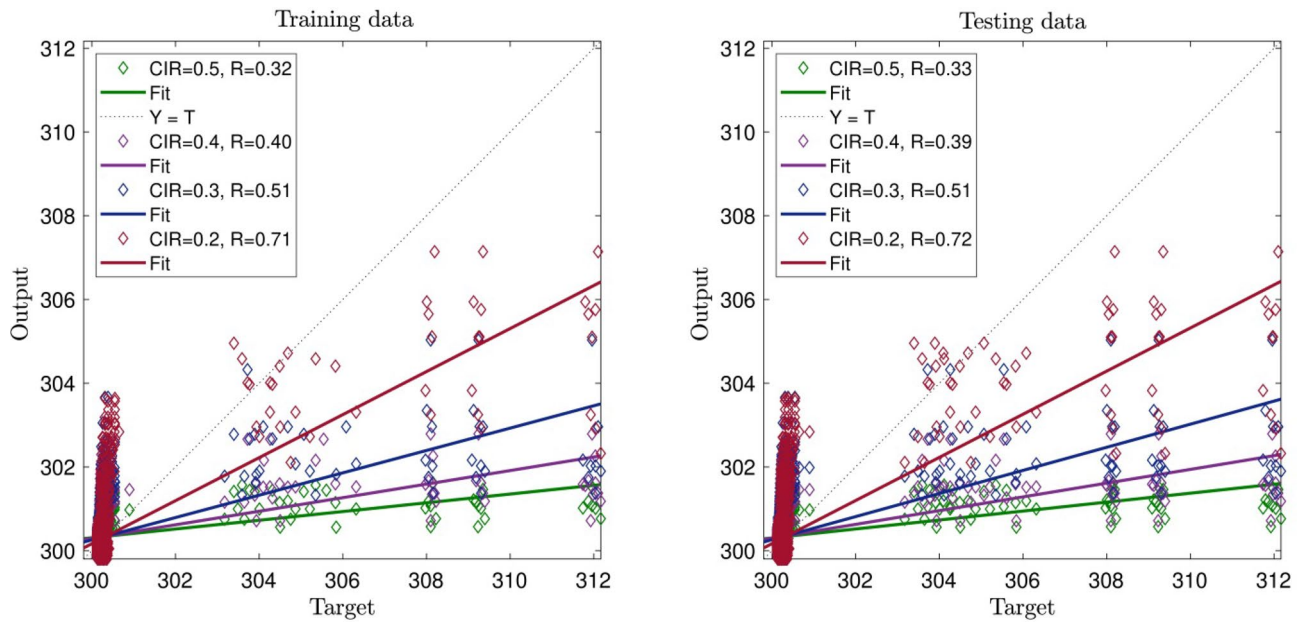 Training data
312
310
308
306
304
302
300
Output
CIR=0.5, R=0.32
Fit
Y = T
CIR=0.4, R=0.40
Fit
CIR=0.3, R=0.51
Fit
CIR=0.2, R=0.71
Fit
300 302 304 306 308 310 312
Target
Testing data
312
310
308
306
304
302
300
Output
CIR=0.5, R=0.33
Fit
Y = T
CIR=0.4, R=0.39
Fit
CIR=0.3, R=0.51
Fit
CIR=0.2, R=0.72
Fit
300 302 304 306 308 310 312
Target